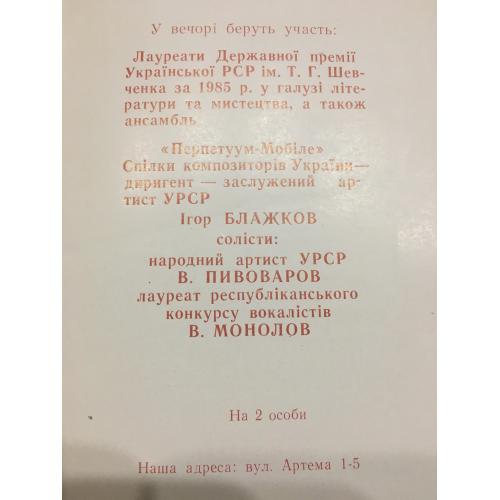 У вечорі беруть участь:
Лауреати Державної премії
Української РСР ім. Т. Г. Шев-
ченка за 1985 р. у галузі літе-
ратури та мистецтва, а також
ансамбль
«Перпетуум-Мобіле»
Спілки композиторів України—
диригент — заслужений ар-
тист УРСР
Ігор БЛАЖКОВ
солісти:
народний артист УРСР
В. ПИВОВАРОВ
лауреат республіканського
конкурсу вокалістів
В. МОНОЛОВ
На 2 особи
Наша адреса: вул. Артема 1-5